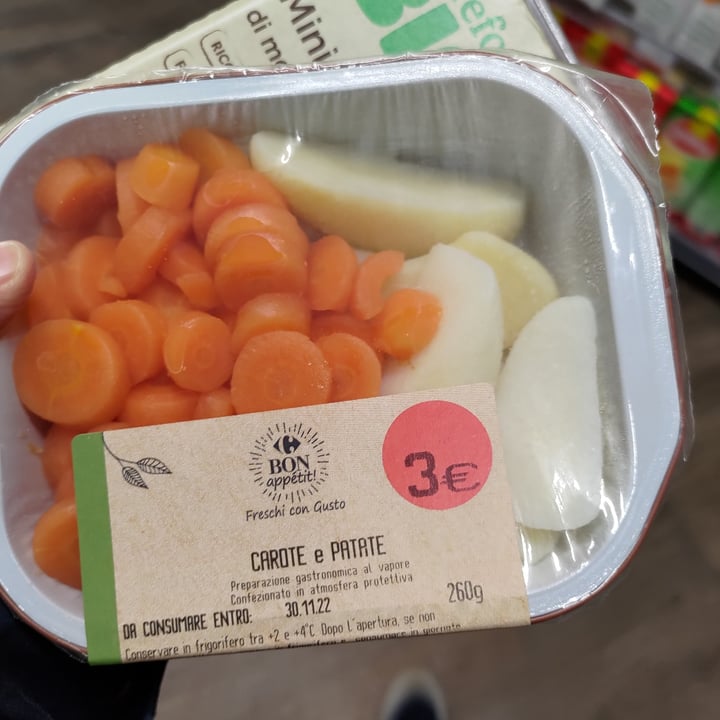 Mini
di mo
BON
appétit!
Freschi con Gusto
3€
CAROTE e PATATE
Preparazione gastronomica al vapore
Confezionato in atmosfera protettiva
260g
DA CONSUMARE ENTRO: 30.11.22
Conservare in frigorifero tra +2 e +4°C Dopo l'apertura, se non